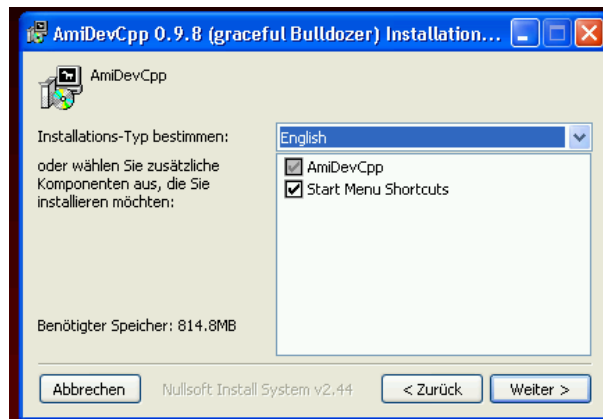 AmiDevCpp 0.9.8 (graceful Bulldozer) Installation...
AmiDevCpp
Installations-Typ bestimmen:
English
oder wählen Sie zusätzliche
Komponenten aus, die Sie
installieren möchten:
AmiDevCpp
Start Menu Shortcuts
Benötigter Speicher: 814.8MB
Abbrechen
Nullsoft Install System v2.44
< Zurück
Weiter >